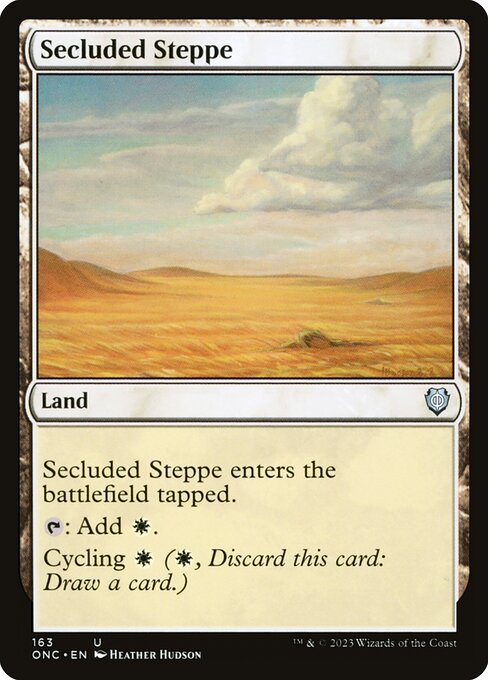 Secluded Steppe
Land
Secluded Steppe enters the
battlefield tapped.
: Add .
Cycling (, Discard this card:
Draw a card.)
163 U ™ & © 2023 Wizards of the Coast
ONC • EN Heather Hudson